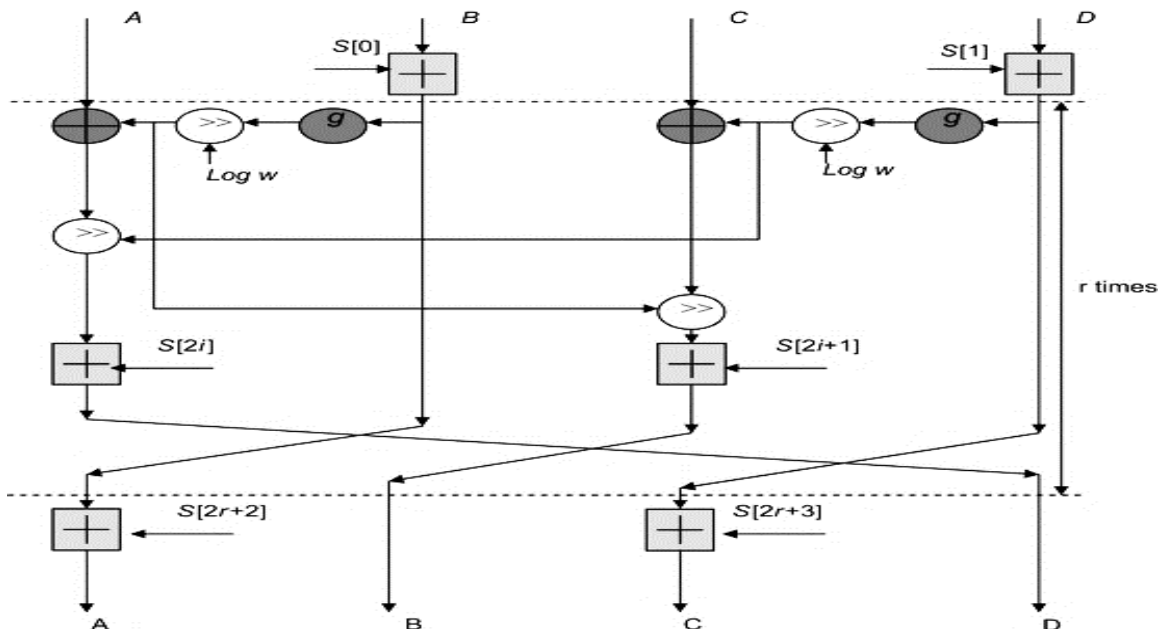 A B C D
S[0] S[1]
>> g >> g
Log w Log w
>>
r times
>>
S[2i] S[2i+1]
S[2r+2] S[2r+3]
A B C D